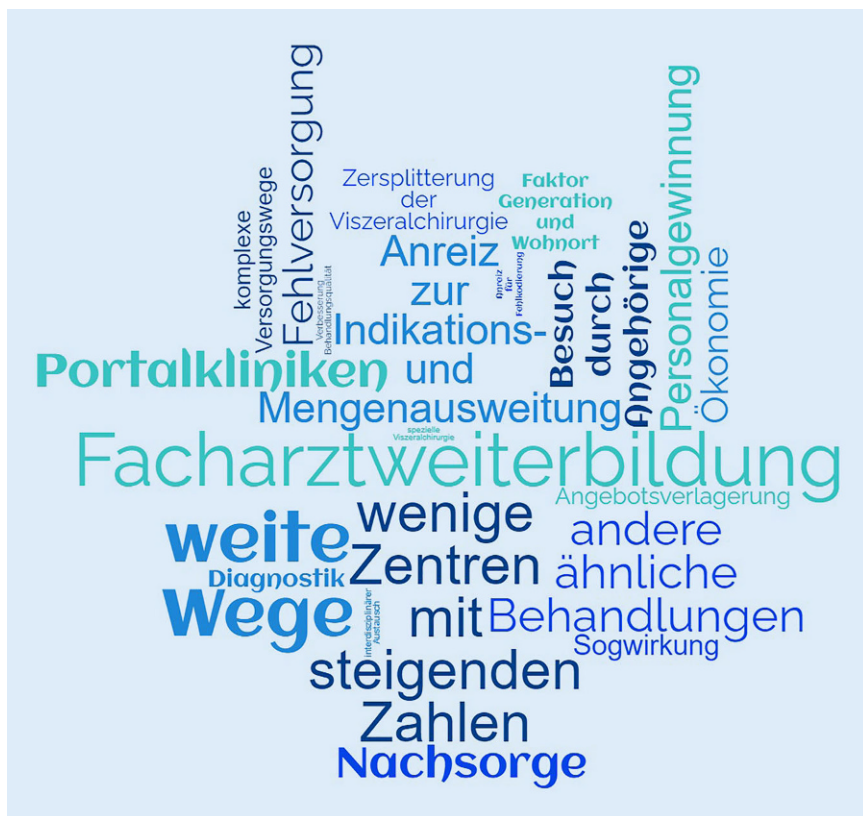 komplexe
Versorgungswege
Fehlversorgung
Verbesserung
Behandlungsqualität
Zersplitterung
der
Viszeralchirurgie
Faktor
Generation
und
Wohnort
Anreiz
zur
Indikations-
und
Mengenausweitung
Anreiz
für
Fehlkodierung
Besuch
durch
Angehörige
Personalgewinnung
Ökonomie
Portalkliniken
spezielle
Viszeralchirurgie
Facharztweiterbildung
Angebotsverlagerung
weite
Wege
Diagnostik
wenige
Zentren
mit
steigenden
Zahlen
interdisziplinärer
Austausch
andere
ähnliche
Behandlungen
Sogwirkung
Nachsorge